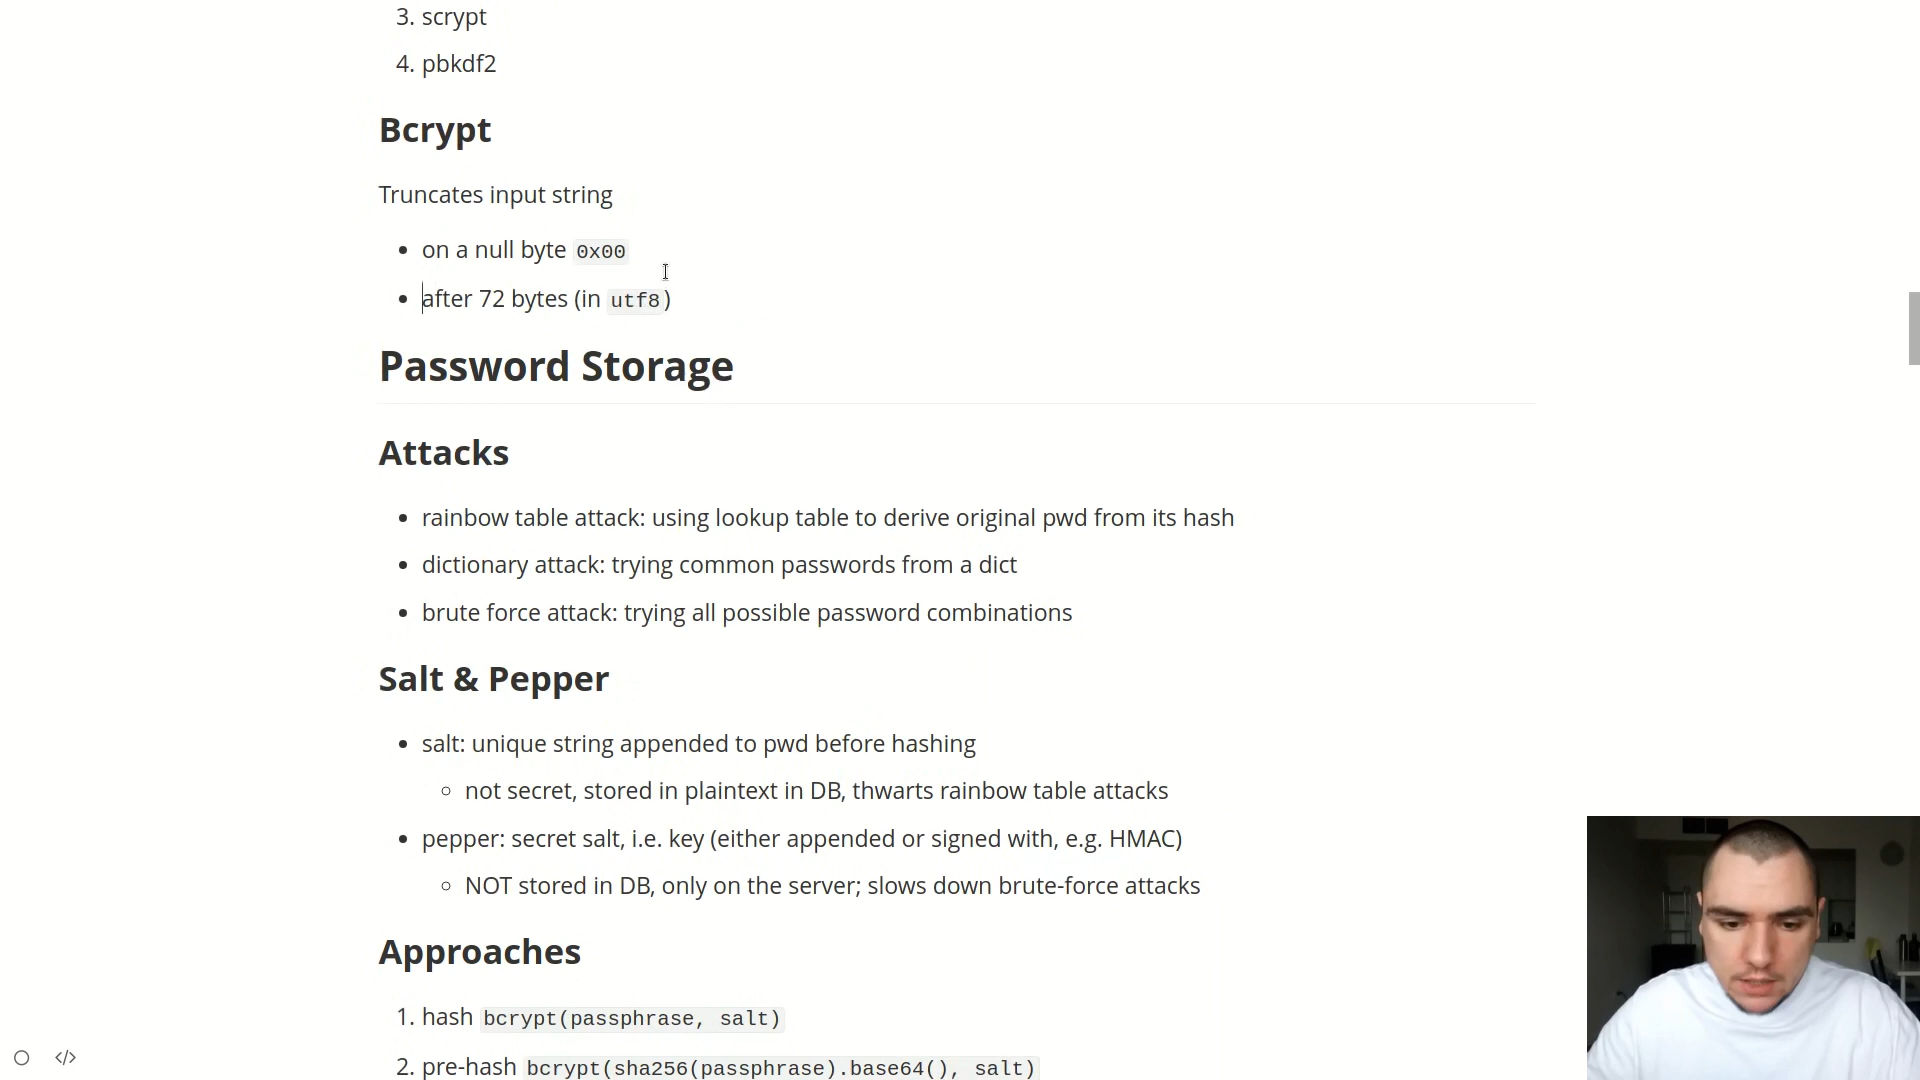 3. scrypt
4. pbkdf2
Bcrypt
Truncates input string
• on a null byte 0x00
• after 72 bytes (in utf8)
Password Storage
Attacks
• rainbow table attack: using lookup table to derive original pwd from its hash
• dictionary attack: trying common passwords from a dict
• brute force attack: trying all possible password combinations
Salt & Pepper
• salt: unique string appended to pwd before hashing
◦ not secret, stored in plaintext in DB, thwarts rainbow table attacks
• pepper: secret salt, i.e. key (either appended or signed with, e.g. HMAC)
◦ NOT stored in DB, only on the server; slows down brute-force attacks
Approaches
1. hash bcrypt(passphrase, salt)
2. pre-hash bcrypt(sha256(passphrase).base64(), salt)